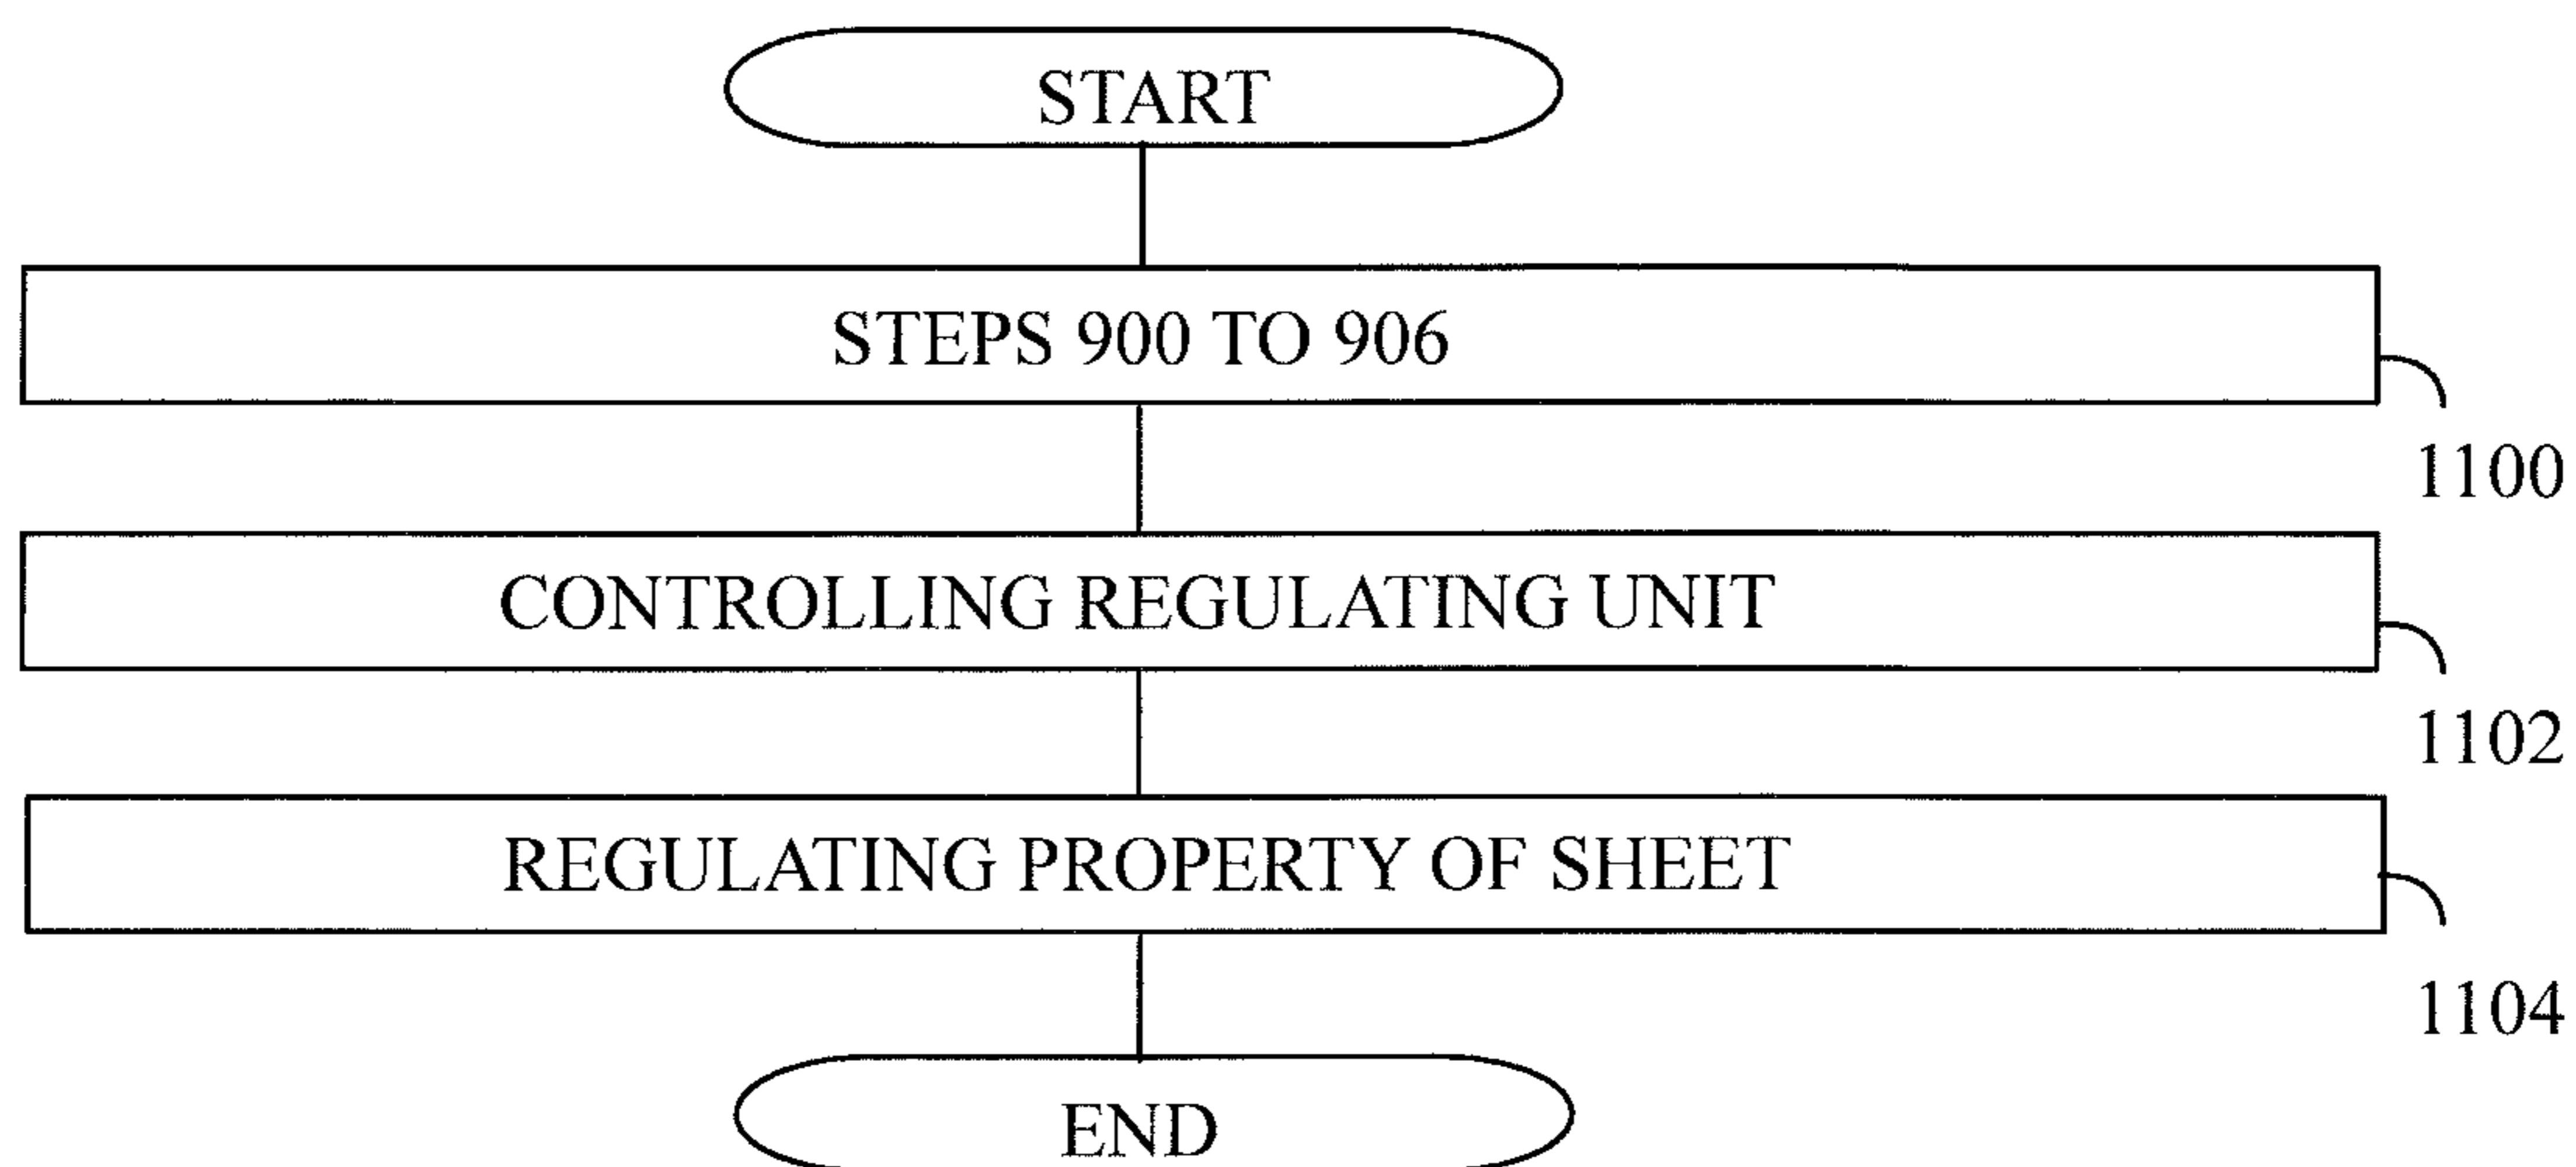 START
STEPS 900 TO 906
1100
CONTROLLING REGULATING UNIT
1102
REGULATING PROPERTY OF SHEET
1104
END